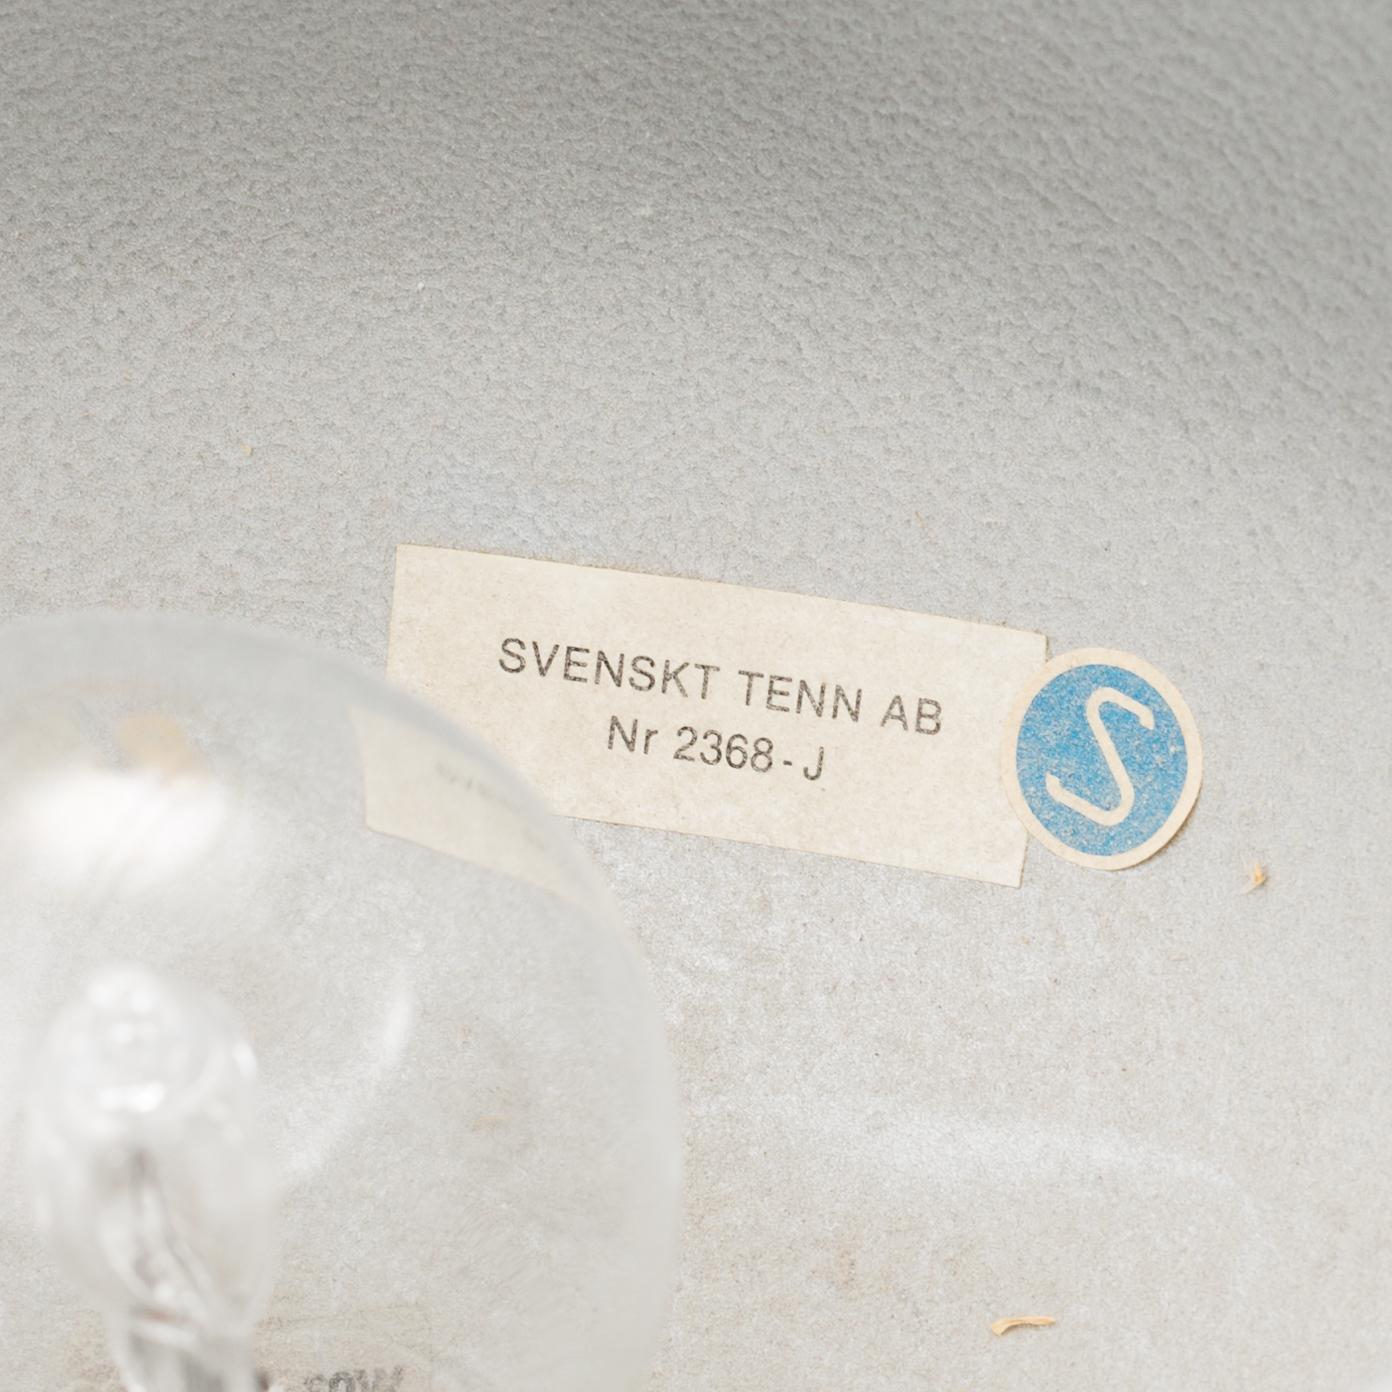 SVENSKT TENN AB
Nr 2368-J
S